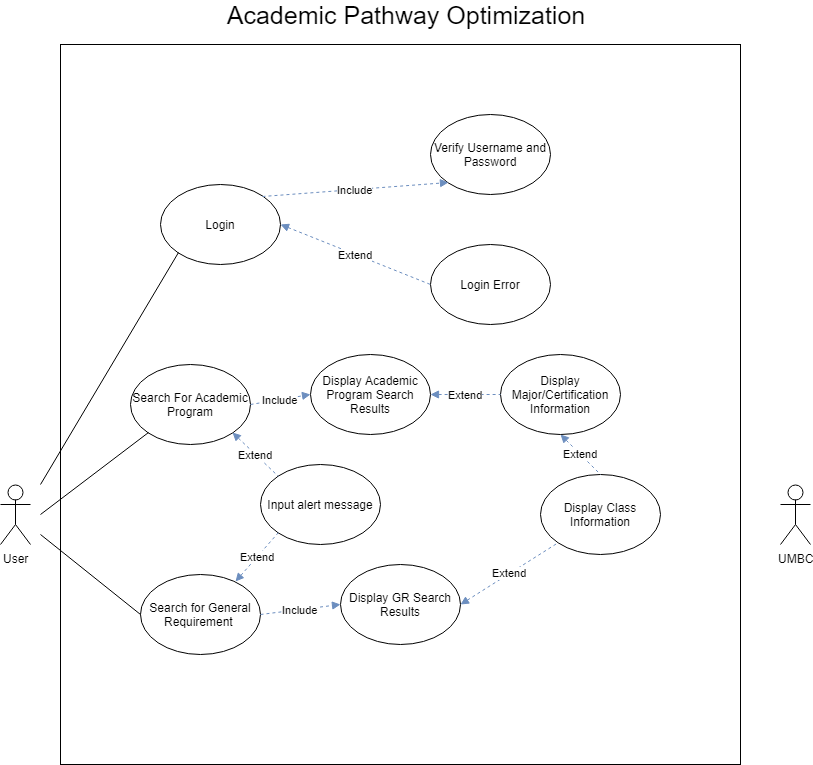 Academic Pathway Optimization
Verify Username and
Password
Include
Login
Extend
Login Error
Search For Academic
Program
Include
Display Academic
Program Search
Results
Extend
Display
Major/Certification
Information
Extend
Extend
Input alert message
Display Class
Information
User
UMBC
Extend
Extend
Search for General
Requirement
Include
Display GR Search
Results